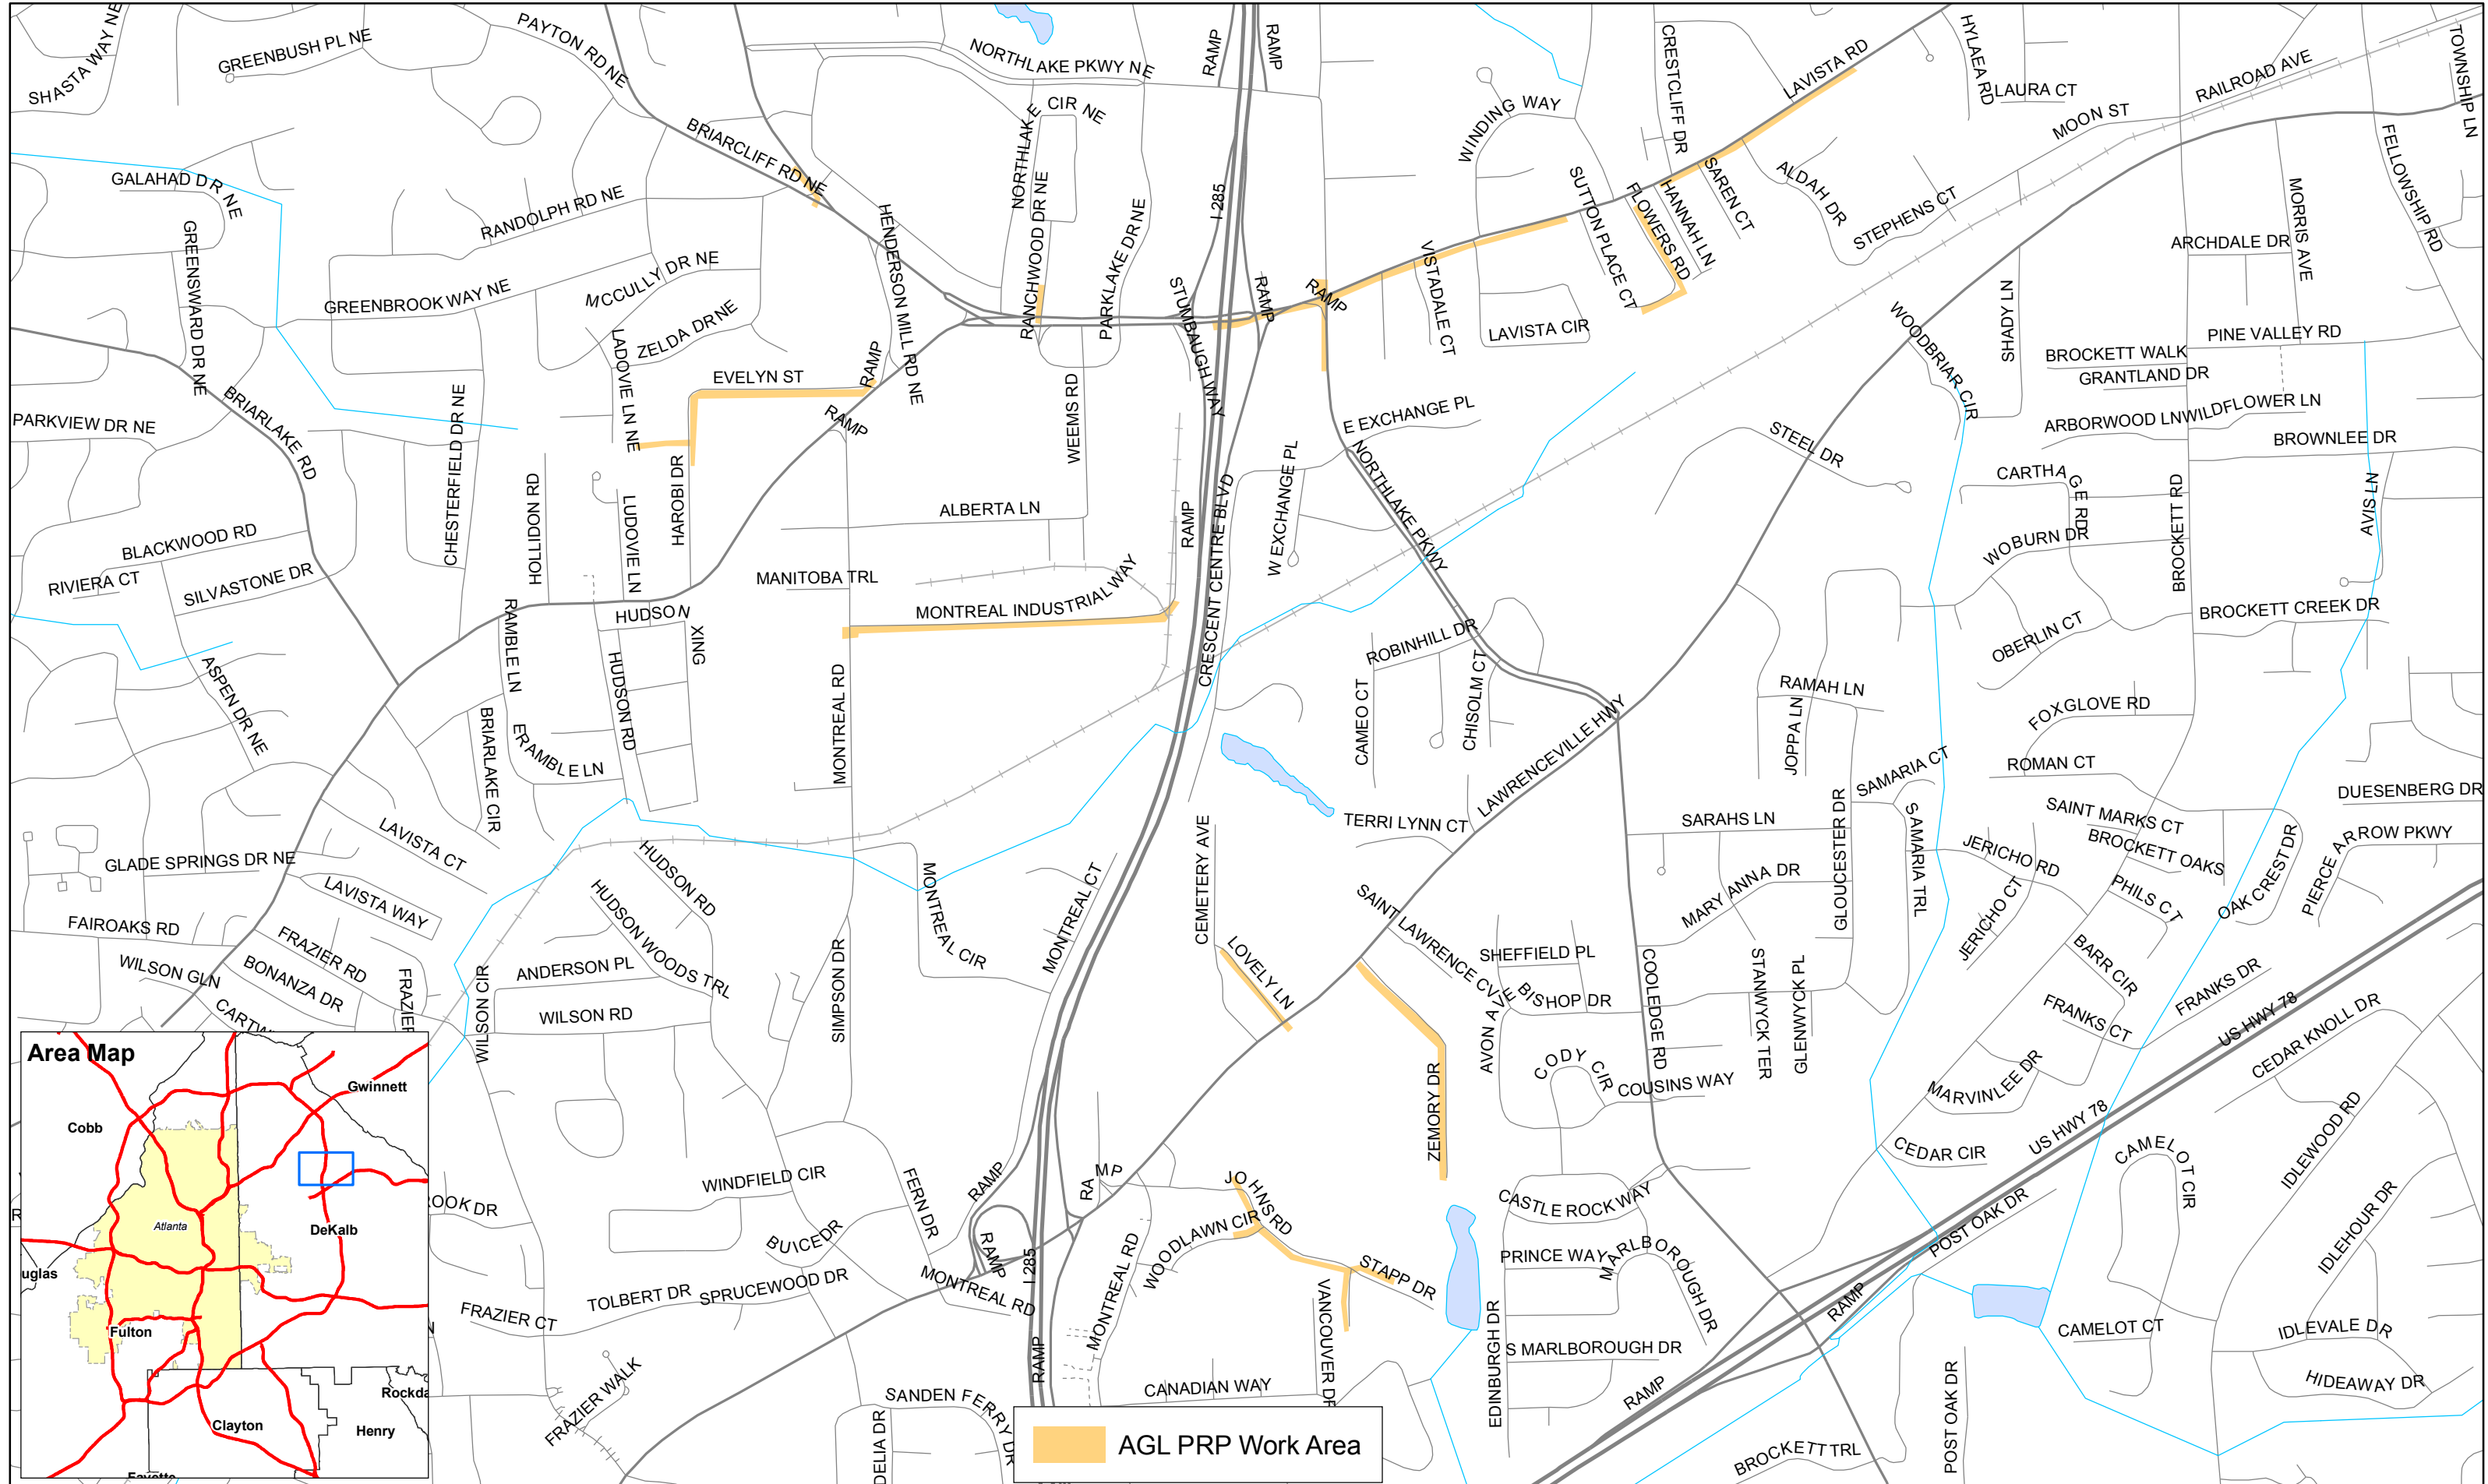 SHASTA WAY NE
GREENBUSH PL NE
PAYTON RD NE
NORTHLAKE PKWY NE
RAMP
RAMP
CRESTCLIFF DR
LAVISTA RD
HYLAEA RD
LAURA CT
MOON ST
RAILROAD AVE
TOWNSHIP LN
BRIARCLIFF RD NE
NORTHLAKE CIR NE
WINDING WAY
FELLOWSHIP RD
GALAHAD DR NE
RANDOLPH RD NE
GREENSWARD DR NE
HENDERSON MILL RD NE
RANCHWOOD DR NE
PARKLAKE DR NE
I 285
SUTTON PLACE CT
FLOWERS RD
HANNAH LN
SAREN CT
ALDAH DR
STEPHENS CT
MORRIS AVE
ARCHDALE DR
GREENBROOK WAY NE
MCCULLY DR NE
ZELDA DR NE
LADOVIE LN NE
STUMBAUGH WAY
RAMP
RAMP
VISTADALE CT
LAVISTA CIR
WOODBRIAR CIR
SHADY LN
PINE VALLEY RD
BROCKETT WALK
GRANTLAND DR
EVELYN ST
RAMP
RAMP
WEEMS RD
E EXCHANGE PL
ARBORWOOD LN
WILDFLOWER LN
BROWNLEE DR
PARKVIEW DR NE
BRIARLAKE RD
CHESTERFIELD DR NE
STEEL DR
CARTHAGE RD
AVIS LN
HOLLIDON RD
LUDOVIE LN
HAROBI DR
ALBERTA LN
RAMP
CRESCENT CENTRE BLVD
W EXCHANGE PL
NORTHLAKE PKWY
BROCKETT RD
WOBURN DR
BLACKWOOD RD
RIVIERA CT
SILVASTONE DR
MANITOBA TRL
MONTREAL INDUSTRIAL WAY
BROCKETT CREEK DR
RAMBLE LN
HUDSON XING
HUDSON RD
ROBINHILL DR
OBERLIN CT
ASPEN DR NE
BRIARLAKE CIR
E RAMBLE LN
MONTREAL RD
CAMEO CT
CHISOLM CT
LAWRENCEVILLE HWY
RAMAH LN
JOPPA LN
FOXGLOVE RD
ROMAN CT
SAMARIA CT
DUESENBERG DR
LAVISTA CT
GLADE SPRINGS DR NE
LAVISTA WAY
HUDSON RD
HUDSON WOODS TRL
MONTREAL CIR
MONTREAL CT
CEMETERY AVE
TERRI LYNN CT
SARAHS LN
GLOUCESTER DR
SAMARIA TRL
SAINT MARKS CT
BROCKETT OAKS
JERICHO RD
PIERCE ARROW PKWY
OAK CREST DR
PHILS CT
JERICHO CT
FAIROAKS RD
WILSON GLN
FRAZIER RD
BONANZA DR
FRAZIER
WILSON CIR
ANDERSON PL
WILSON RD
SIMPSON DR
LOVELY LN
SAINT LAWRENCE CV
MARY ANNA DR
SHEFFIELD PL
BISHOP DR
AVON AVE
COOLEDGE RD
STANWYCK TER
GLENWYCK PL
BARR CIR
FRANKS DR
FRANKS CT
US HWY 78
CEDAR KNOLL DR
CARTW
ZEMORY DR
CODY CIR
COUSINS WAY
MARVIN LEE DR
CEDAR CIR
US HWY 78
CAMELOT CIR
IDLEWOOD RD
IDLEHOUR DR
ROOK DR
WINDFIELD CIR
BUICE DR
FERN DR
RAMP
RAMP
RAMP
I 285
JOHNS RD
WOODLAWN CIR
STAPP DR
VANCOUVER DR
CASTLE ROCK WAY
PRINCE WAY
MARLBOROUGH DR
POST OAK DR
RAMP
FRAZIER CT
TOLBERT DR
SPRUCEWOOD DR
MONTREAL RD
MONTREAL RD
RAMP
CANADIAN WAY
EDINBURGH DR
S MARLBOROUGH DR
RAMP
CAMELOT CT
IDLEVALE DR
HIDEAWAY DR
FRAZIER WALK
DELIA DR
SANDEN FERRY DR
BROCKETT TRL
POST OAK DR
Area Map
Gwinnett
Cobb
Atlanta
DeKalb
uglas
Fulton
Rockda
Clayton
Henry
Fayette
AGL PRP Work Area